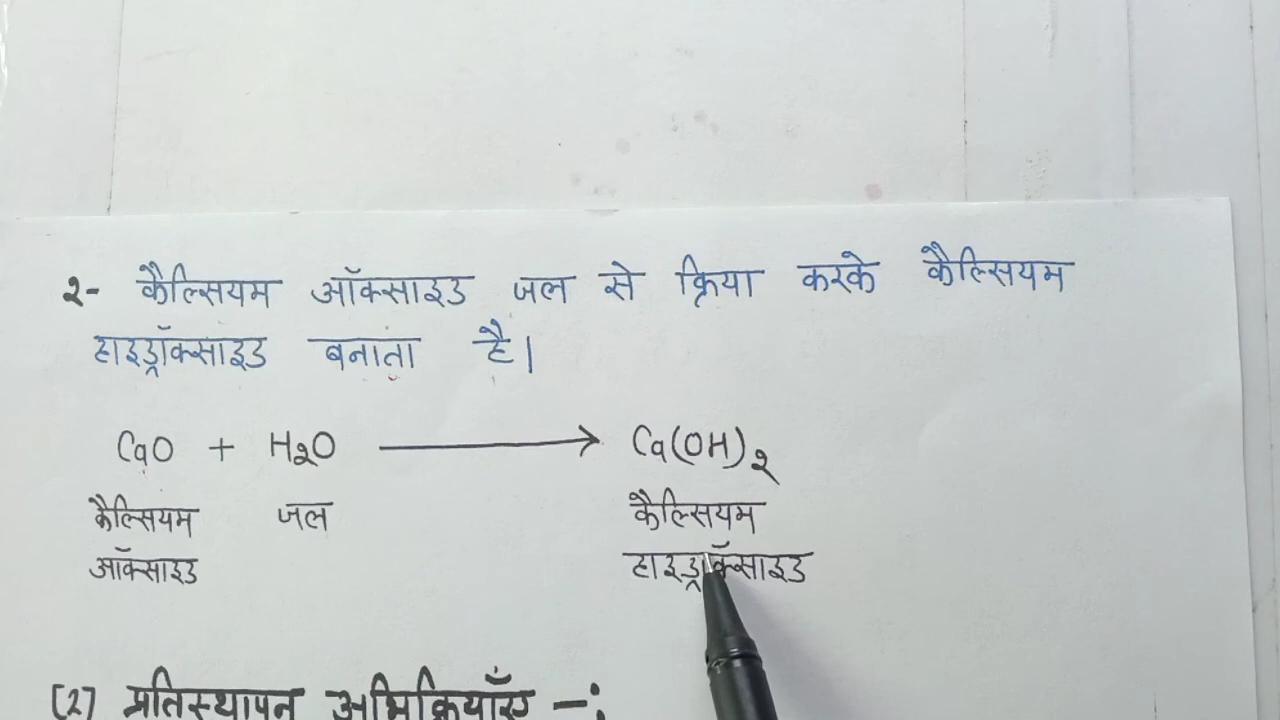 २- कैल्सियम ऑक्साइड जल से क्रिया करके कैल्सियम
हाइड्रॉक्साइड बनाता है।
CaO + H₂O ⟶ Ca(OH)₂
कैल्सियम जल कैल्सियम
ऑक्साइड हाइड्रॉक्साइड
(2) प्रतिस्थापन अभिक्रियाएँ -: